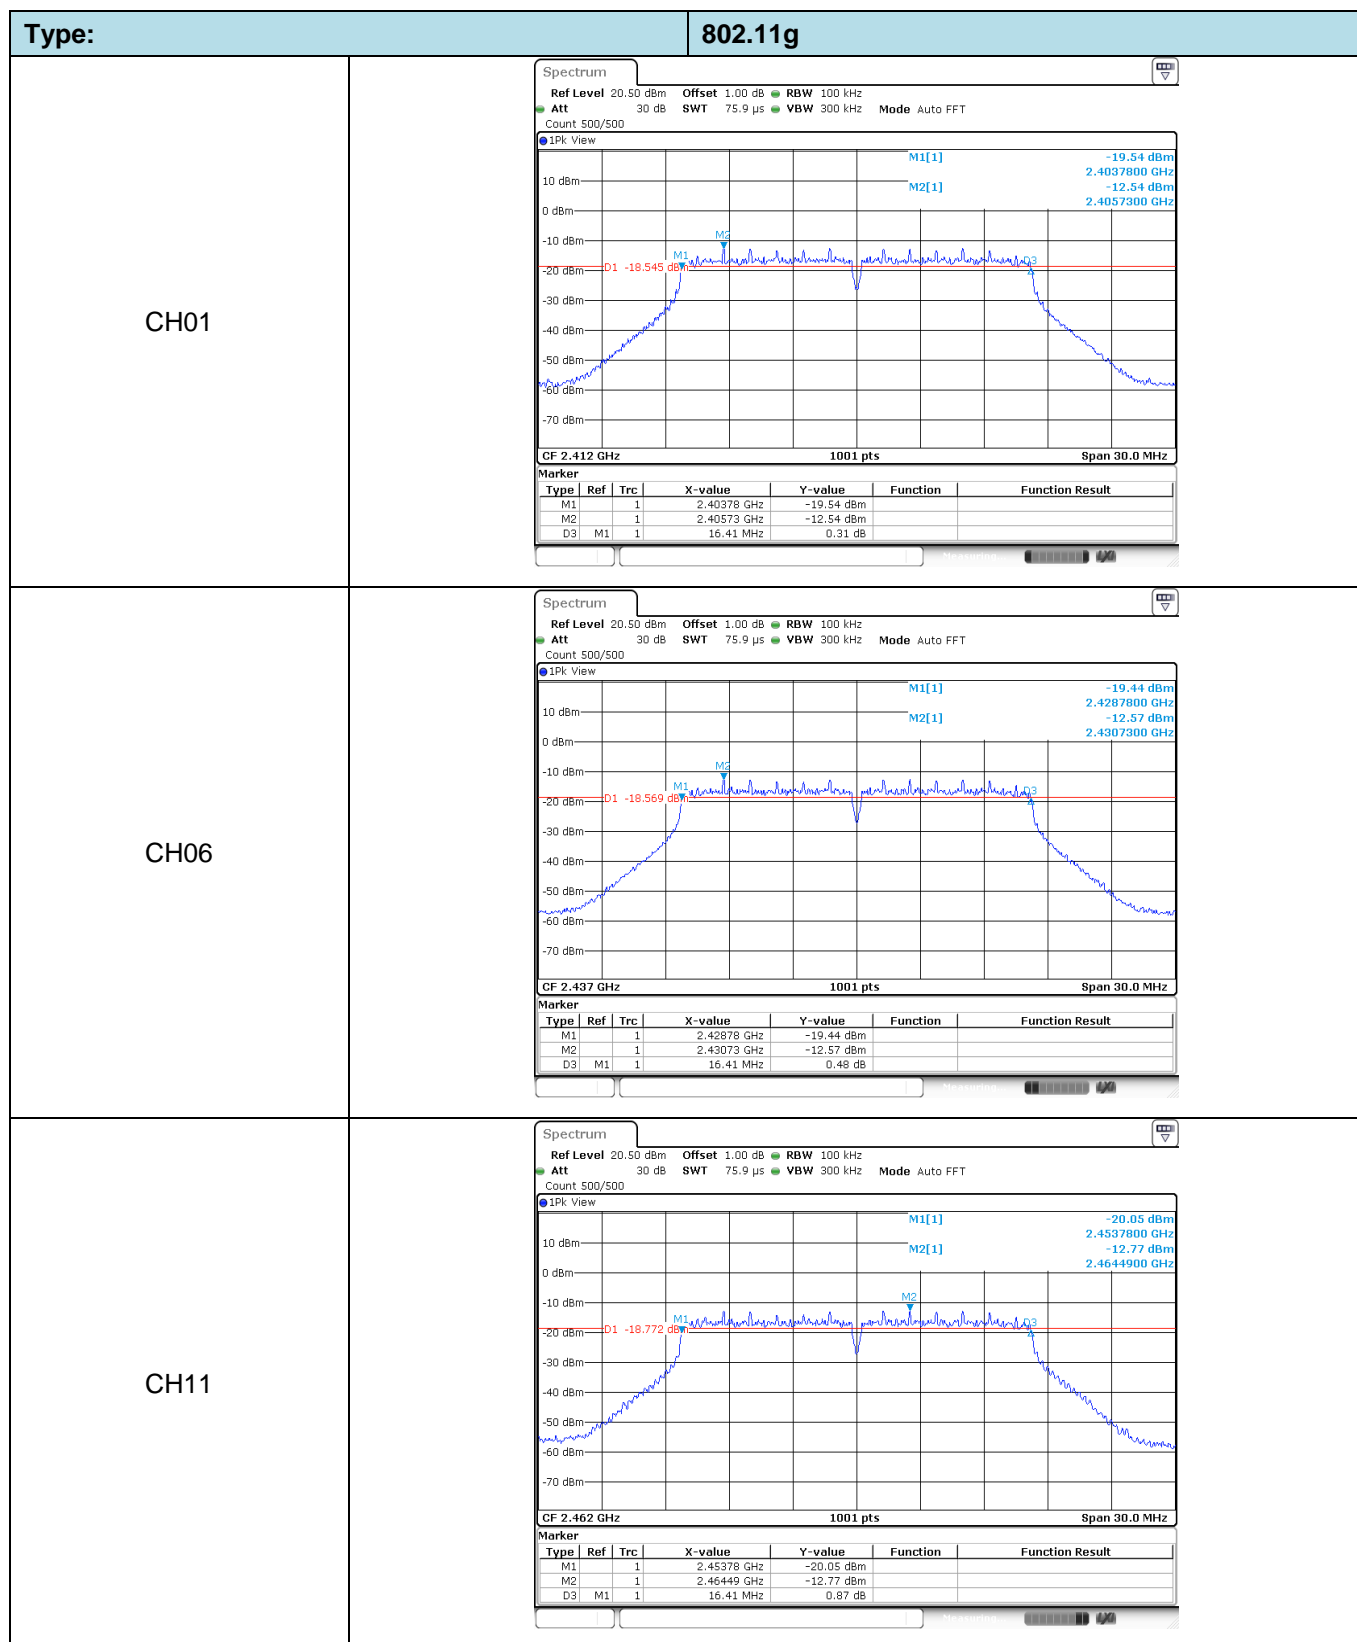 Type: 802.11g
CH01
Spectrum
Ref Level 20.50 dBm Offset 1.00 dB RBW 100 kHz
Att 30 dB SWT 75.9 µs VBW 300 kHz Mode Auto FFT
Count 500/500
1Pk View
M1[1] -19.54 dBm
2.4037800 GHz
10 dBm
M2[1] -12.54 dBm
2.4057300 GHz
0 dBm
M2
-10 dBm
M1
D1 -18.545 dBm
D3
-20 dBm
-30 dBm
-40 dBm
-50 dBm
-60 dBm
-70 dBm
CF 2.412 GHz 1001 pts Span 30.0 MHz
Marker
Type Ref Trc X-value Y-value Function Function Result
M1 1 2.40378 GHz -19.54 dBm
M2 1 2.40573 GHz -12.54 dBm
D3 M1 1 16.41 MHz 0.31 dB
Measuring...
CH06
Spectrum
Ref Level 20.50 dBm Offset 1.00 dB RBW 100 kHz
Att 30 dB SWT 75.9 µs VBW 300 kHz Mode Auto FFT
Count 500/500
1Pk View
M1[1] -19.44 dBm
2.4287800 GHz
10 dBm
M2[1] -12.57 dBm
2.4307300 GHz
0 dBm
M2
-10 dBm
M1
D1 -18.569 dBm
D3
-20 dBm
-30 dBm
-40 dBm
-50 dBm
-60 dBm
-70 dBm
CF 2.437 GHz 1001 pts Span 30.0 MHz
Marker
Type Ref Trc X-value Y-value Function Function Result
M1 1 2.42878 GHz -19.44 dBm
M2 1 2.43073 GHz -12.57 dBm
D3 M1 1 16.41 MHz 0.48 dB
Measuring...
CH11
Spectrum
Ref Level 20.50 dBm Offset 1.00 dB RBW 100 kHz
Att 30 dB SWT 75.9 µs VBW 300 kHz Mode Auto FFT
Count 500/500
1Pk View
M1[1] -20.05 dBm
2.4537800 GHz
10 dBm
M2[1] -12.77 dBm
2.4644900 GHz
0 dBm
M2
-10 dBm
M1
D1 -18.772 dBm
D3
-20 dBm
-30 dBm
-40 dBm
-50 dBm
-60 dBm
-70 dBm
CF 2.462 GHz 1001 pts Span 30.0 MHz
Marker
Type Ref Trc X-value Y-value Function Function Result
M1 1 2.45378 GHz -20.05 dBm
M2 1 2.46449 GHz -12.77 dBm
D3 M1 1 16.41 MHz 0.87 dB
Measuring...